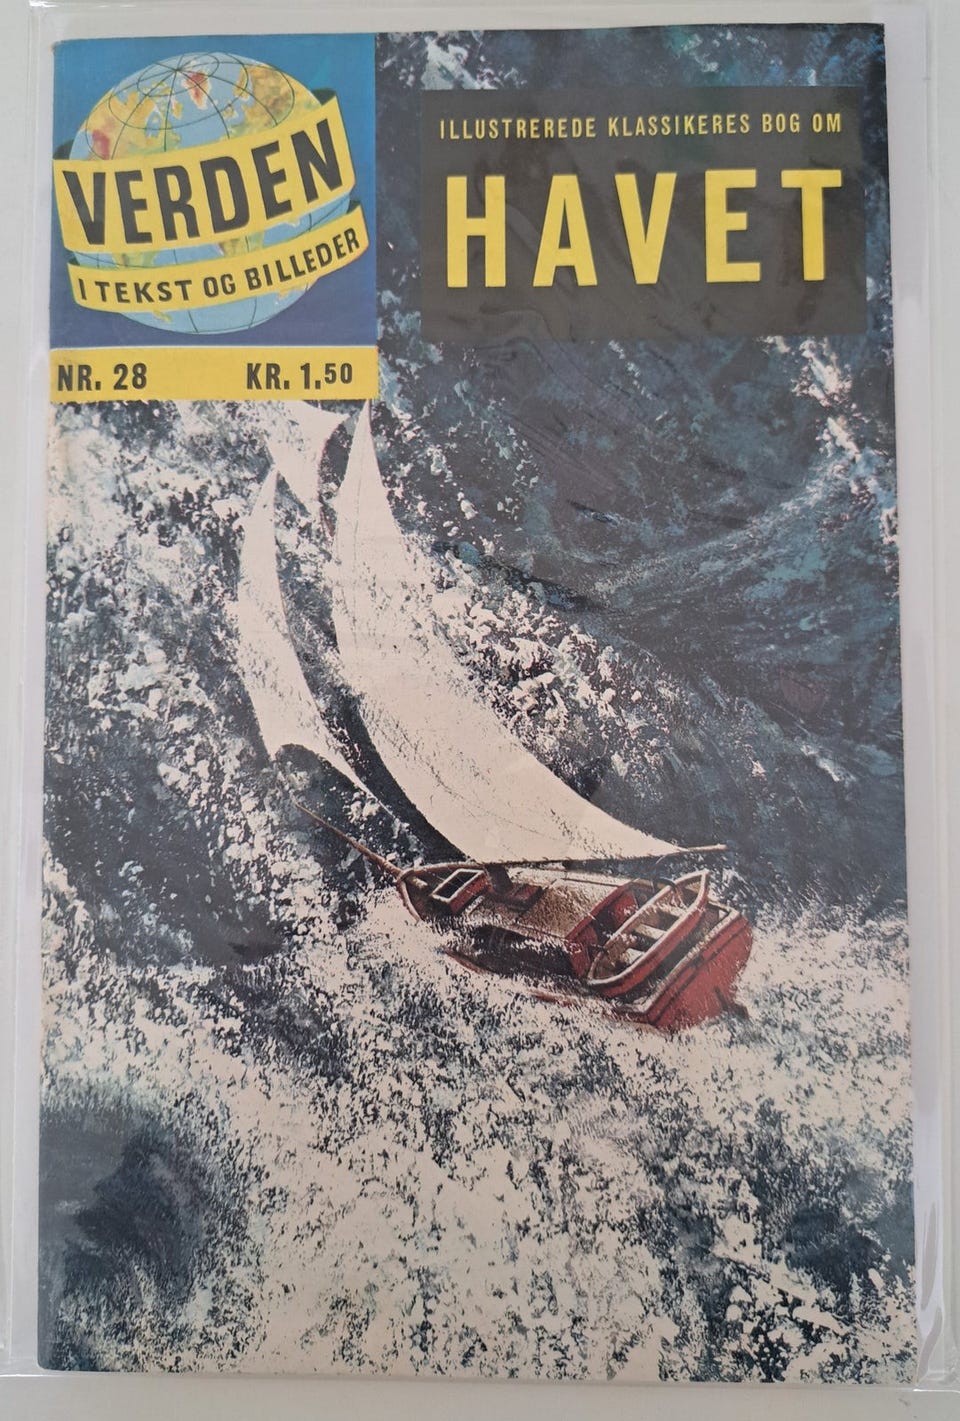 VERDEN
I TEKST OG BILLEDER
NR. 28 KR. 1.50
ILLUSTREREDE KLASSIKERES BOG OM
HAVET